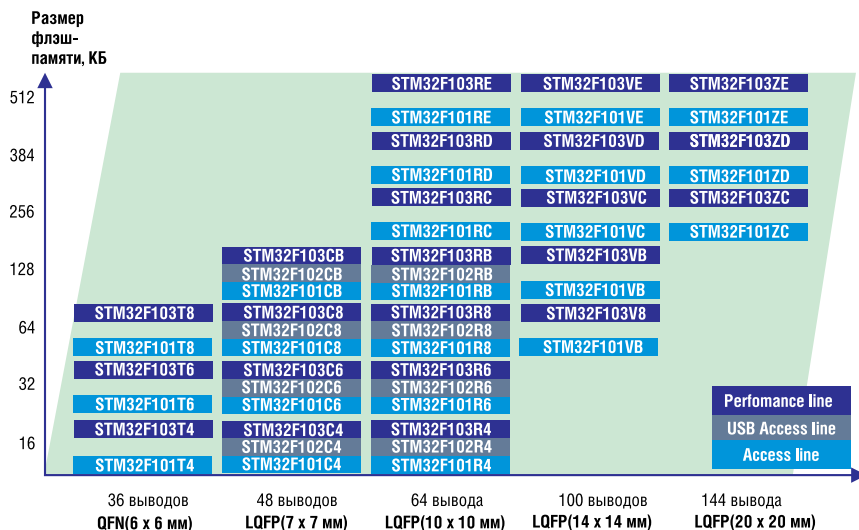 Размер
флэш-
памяти, КБ
512
384
256
128
64
32
16
STM32F103RE STM32F103VE STM32F103ZE
STM32F101RE STM32F101VE STM32F101ZE
STM32F103RD STM32F103VD STM32F103ZD
STM32F101RD STM32F101VD STM32F101ZD
STM32F103RC STM32F103VC STM32F103ZC
STM32F101RC STM32F101VC STM32F101ZC
STM32F103CB STM32F103RB STM32F103VB
STM32F102CB STM32F102RB
STM32F101CB STM32F101RB STM32F101VB
STM32F103T8 STM32F103C8 STM32F103R8 STM32F103V8
STM32F102C8 STM32F102R8
STM32F101T8 STM32F101C8 STM32F101R8 STM32F101VB
STM32F103T6 STM32F103C6 STM32F103R6
STM32F102C6 STM32F102R6
STM32F101T6 STM32F101C6 STM32F101R6
STM32F103T4 STM32F103C4 STM32F103R4
STM32F102C4 STM32F102R4
STM32F101T4 STM32F101C4 STM32F101R4
Perfomance line
USB Access line
Access line
36 выводов 48 выводов 64 вывода 100 выводов 144 вывода
QFN(6 x 6 мм) LQFP(7 x 7 мм) LQFP(10 x 10 мм) LQFP(14 x 14 мм) LQFP(20 x 20 мм)